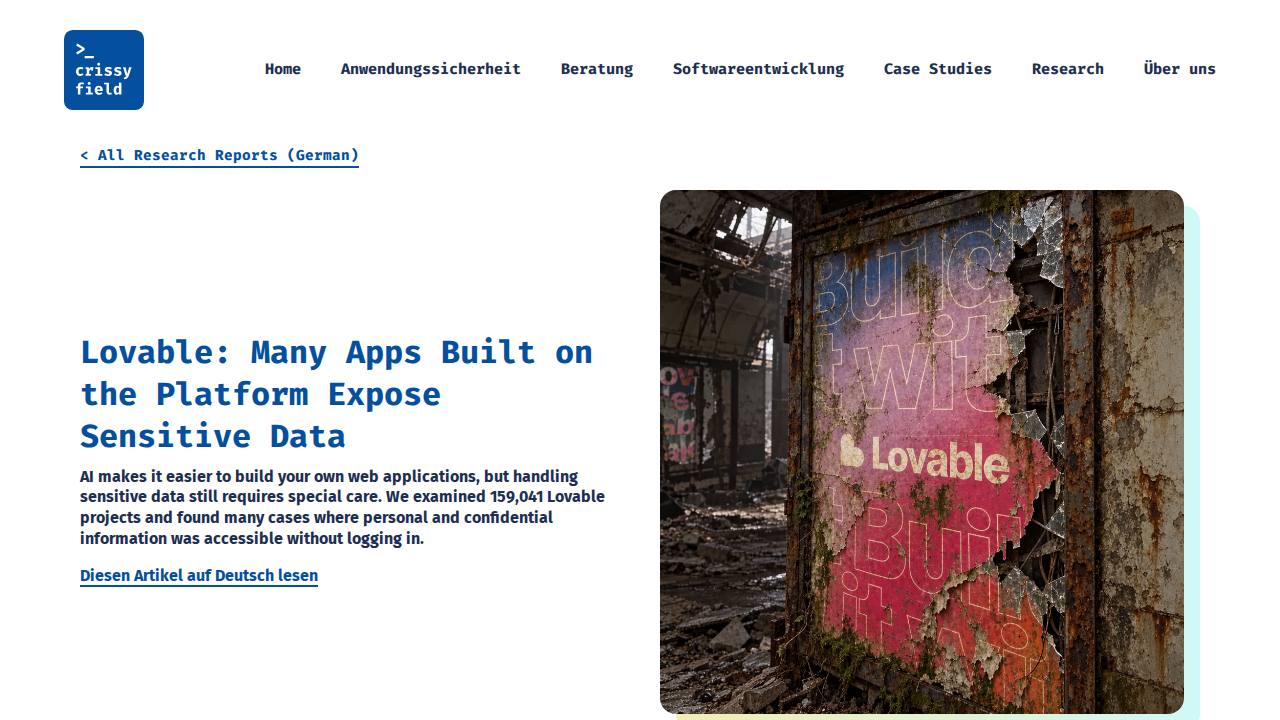 >_
crissy
field
Home
Anwendungssicherheit
Beratung
Softwareentwicklung
Case Studies
Research
Über uns
< All Research Reports (German)
Lovable: Many Apps Built on
the Platform Expose
Sensitive Data
AI makes it easier to build your own web applications, but handling
sensitive data still requires special care. We examined 159,041 Lovable
projects and found many cases where personal and confidential
information was accessible without logging in.
Diesen Artikel auf Deutsch lesen
Build
Lovable